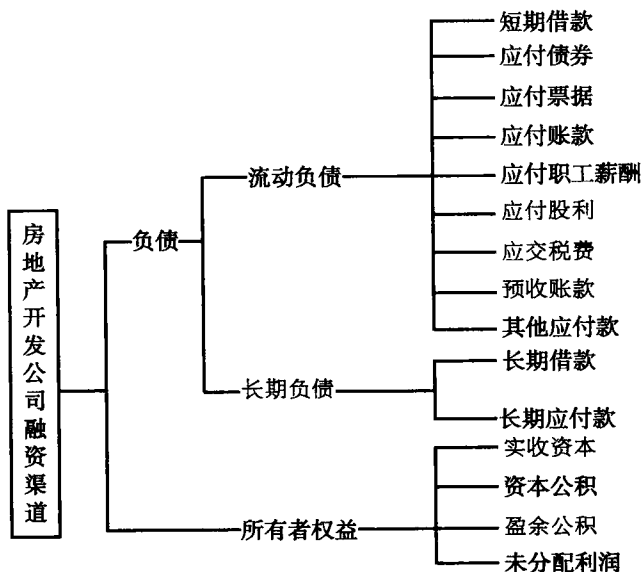 房地产开发公司融资渠道
负债
流动负债
短期借款
应付债券
应付票据
应付账款
应付职工薪酬
应付股利
应交税费
预收账款
其他应付款
长期负债
长期借款
长期应付款
所有者权益
实收资本
资本公积
盈余公积
未分配利润